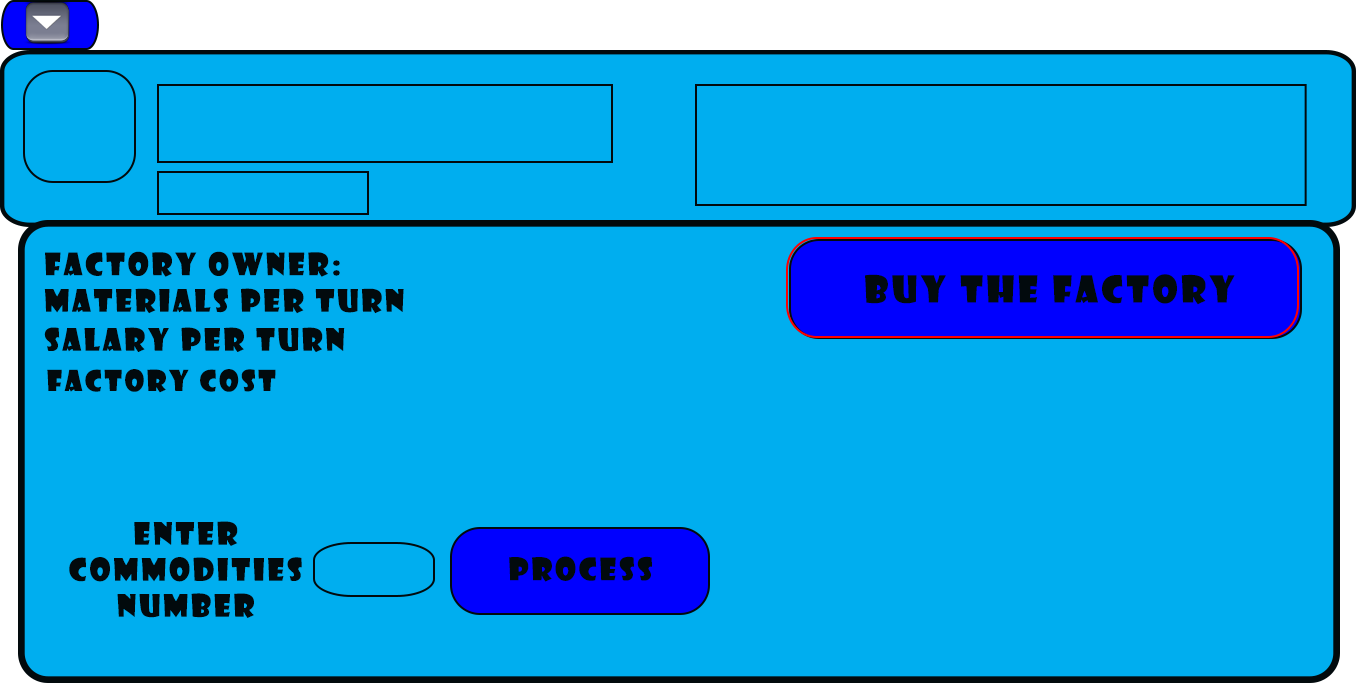 FACTORY OWNER:
BUY THE FACTORY
MATERIALS PER TURN
SALARY PER TURN
FACTORY COST
ENTER
COMMODITIES
NUMBER
PROCESS